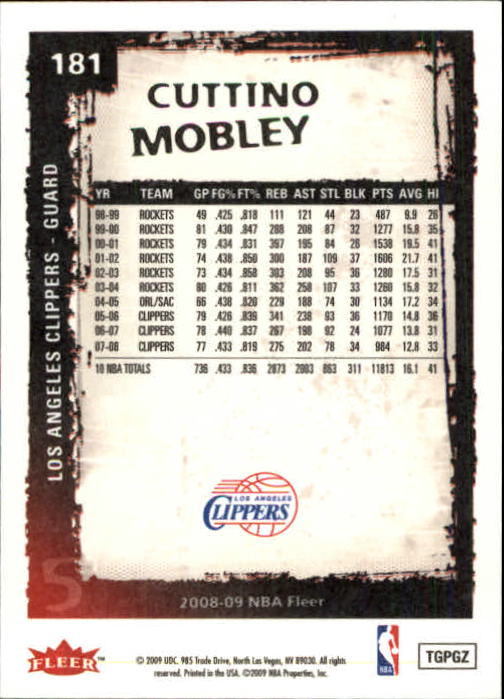 181
CUTTINO
MOBLEY
LOS ANGELES CLIPPERS - GUARD
YR TEAM GP FG% FT% REB AST STL BLK PTS AVG HI
98-99 ROCKETS 49 .425 .818 111 121 44 23 487 9.9 26
99-00 ROCKETS 81 .430 .847 288 208 87 32 1277 15.8 35
00-01 ROCKETS 79 .434 .831 397 195 84 26 1538 19.5 41
01-02 ROCKETS 74 .438 .850 300 187 109 37 1606 21.7 41
02-03 ROCKETS 73 .434 .858 303 208 95 36 1280 17.5 31
03-04 ROCKETS 80 .426 .811 362 258 107 33 1260 15.8 32
04-05 ORL/SAC 66 .438 .820 229 188 74 30 1134 17.2 34
05-06 CLIPPERS 79 .426 .839 341 238 93 36 1170 14.8 36
06-07 CLIPPERS 78 .440 .837 267 198 92 24 1077 13.8 31
07-08 CLIPPERS 77 .433 .819 275 202 78 34 984 12.8 33
10 NBA TOTALS 736 .433 .836 2873 2003 863 311 11813 16.1 41
LOS ANGELES
CLIPPERS
2008-09 NBA Fleer
FLEER™
© 2009 UDC. 985 Trade Drive, North Las Vegas, NV 89030. All rights
reserved. Printed in the USA. ©2009 NBA Properties, Inc.
NBA
TGPGZ